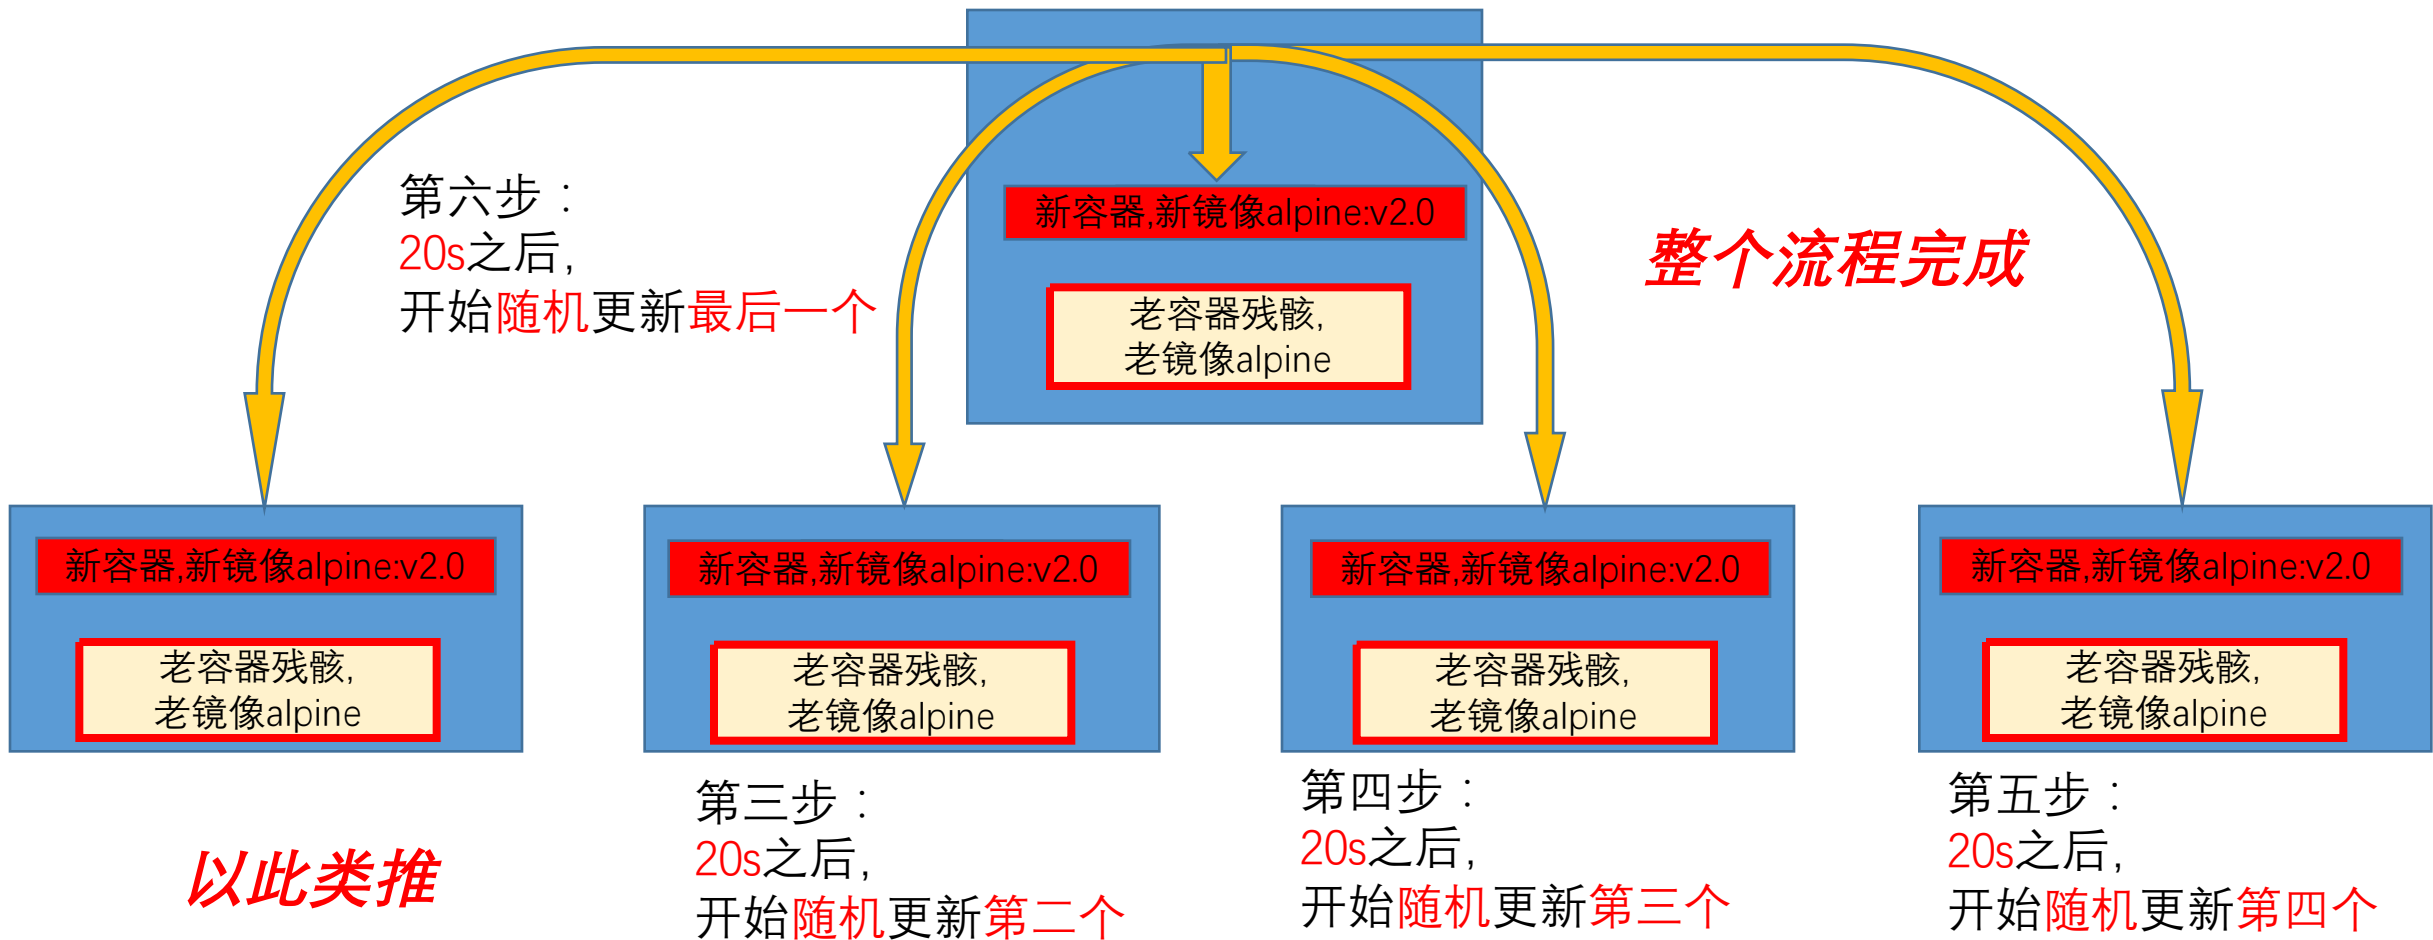 新容器,新镜像alpine:v2.0
老容器残骸,
老镜像alpine
第六步：
20s之后,
开始随机更新最后一个
整个流程完成
新容器,新镜像alpine:v2.0
老容器残骸,
老镜像alpine
新容器,新镜像alpine:v2.0
老容器残骸,
老镜像alpine
新容器,新镜像alpine:v2.0
老容器残骸,
老镜像alpine
新容器,新镜像alpine:v2.0
老容器残骸,
老镜像alpine
以此类推
第三步：
20s之后,
开始随机更新第二个
第四步：
20s之后,
开始随机更新第三个
第五步：
20s之后,
开始随机更新第四个